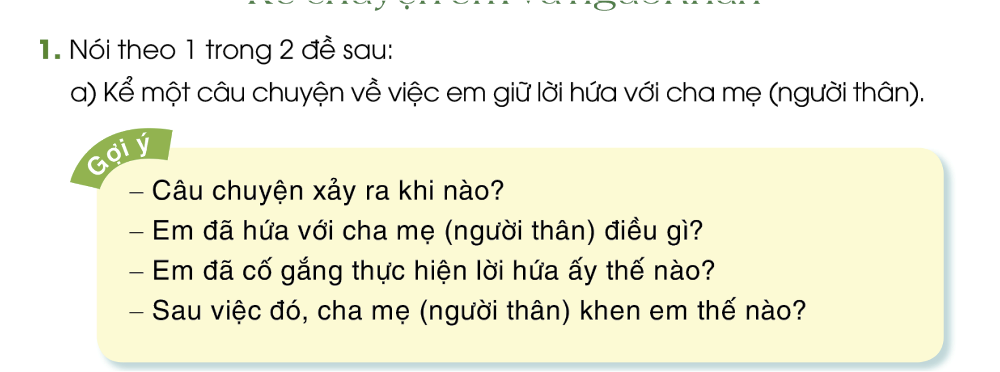 1. Nói theo 1 trong 2 đề sau:
a) Kể một câu chuyện về việc em giữ lời hứa với cha mẹ (người thân).
Gợi ý
– Câu chuyện xảy ra khi nào?
– Em đã hứa với cha mẹ (người thân) điều gì?
– Em đã cố gắng thực hiện lời hứa ấy thế nào?
– Sau việc đó, cha mẹ (người thân) khen em thế nào?